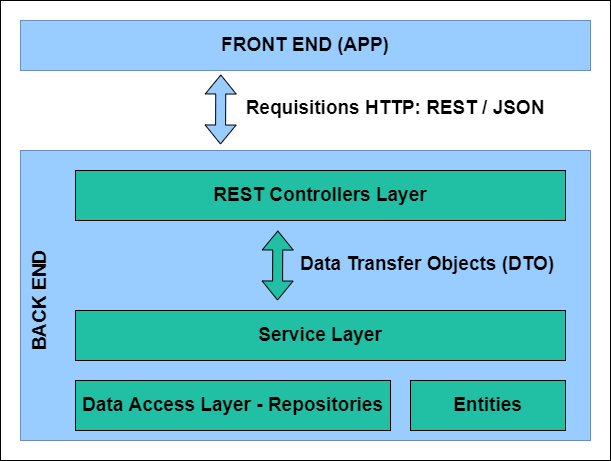 FRONT END (APP)
Requisitions HTTP: REST / JSON
REST Controllers Layer
Data Transfer Objects (DTO)
BACK END
Service Layer
Data Access Layer - Repositories
Entities